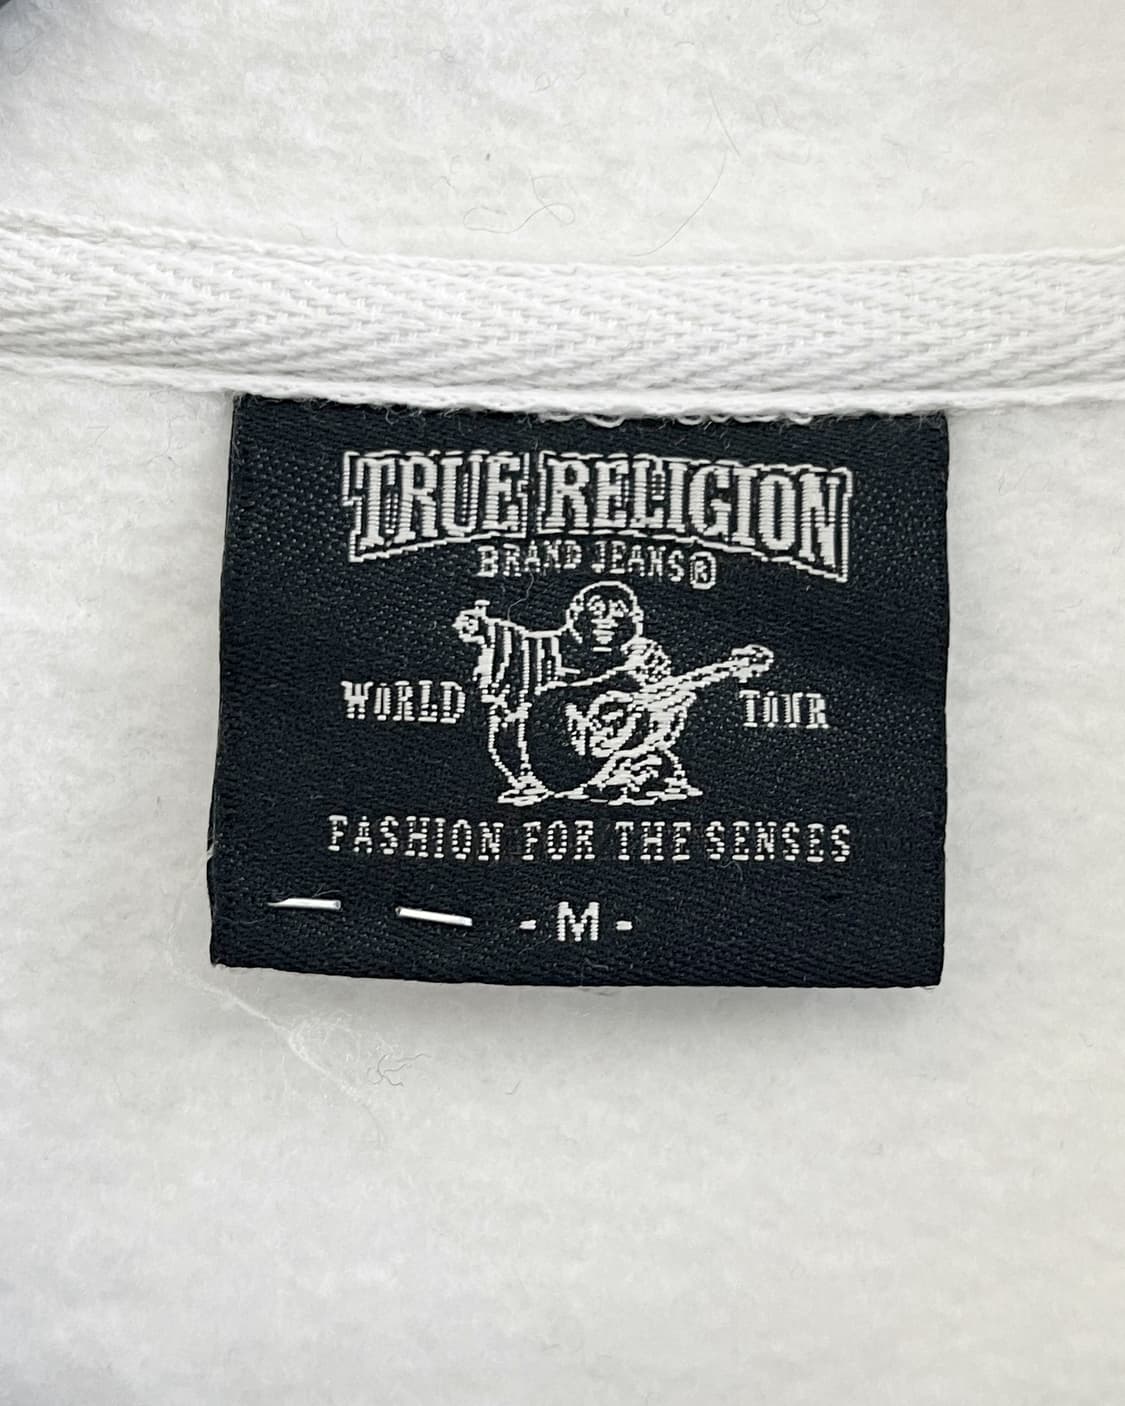 TRUE RELIGION
BRAND JEANS®
WORLD TOUR
FASHION FOR THE SENSES
- M -